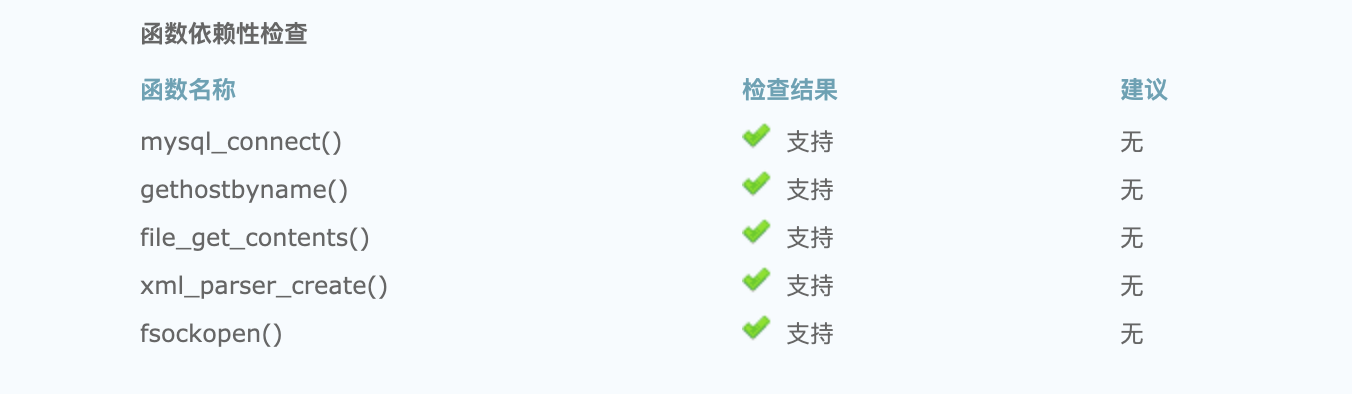 函数依赖性检查
函数名称 检查结果 建议
mysql_connect() 支持 无
gethostbyname() 支持 无
file_get_contents() 支持 无
xml_parser_create() 支持 无
fsockopen() 支持 无